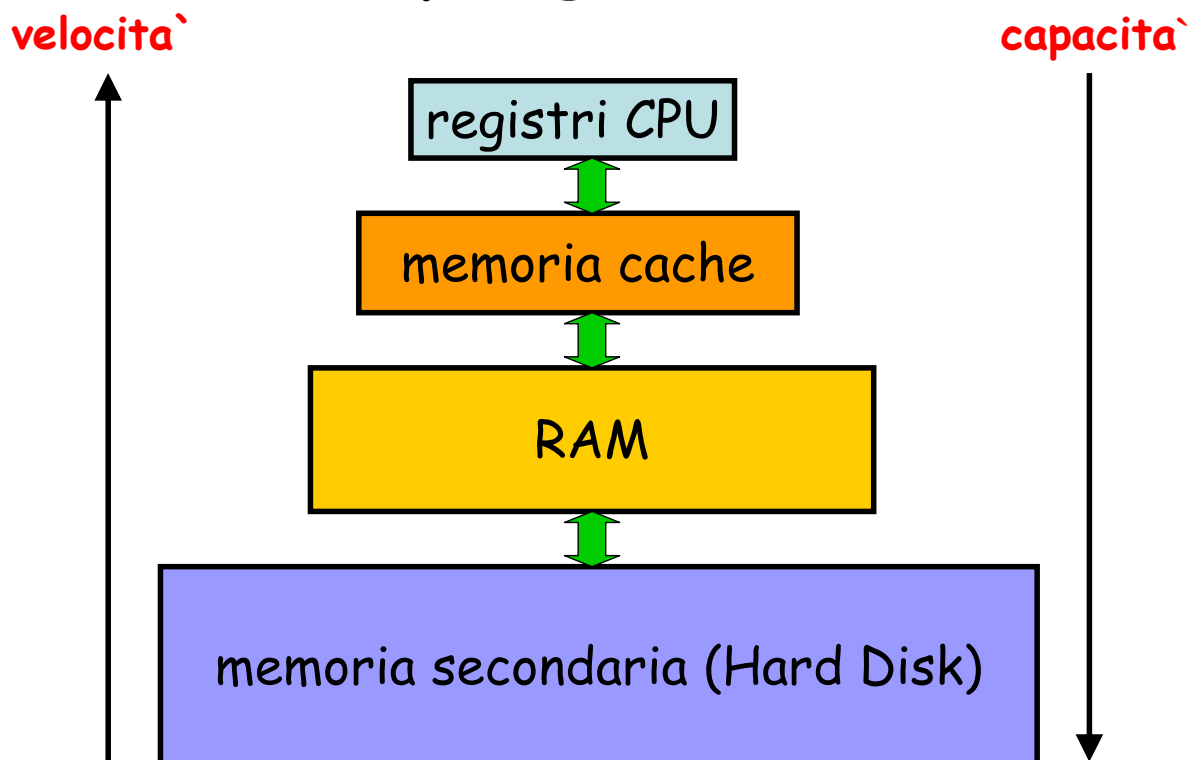 velocita`
capacita`
registri CPU
memoria cache
RAM
memoria secondaria (Hard Disk)